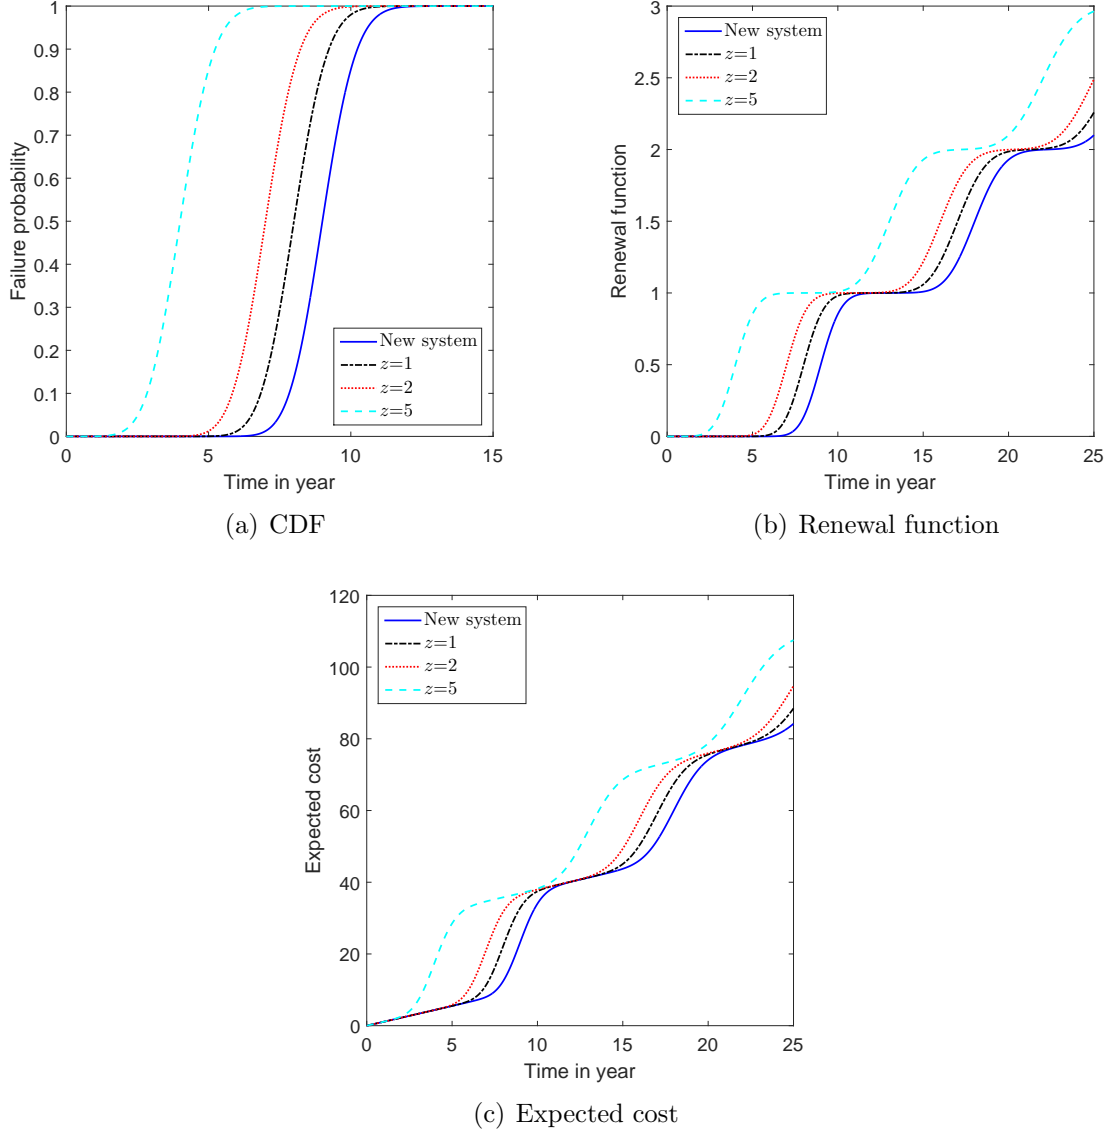 1
0.9
0.8
0.7
0.6
0.5
0.4
0.3
0.2
0.1
0
Failure probability
New system
z=1
z=2
z=5
0 5 10 15
Time in year
(a) CDF
3
2.5
2
1.5
1
0.5
0
Renewal function
New system
z=1
z=2
z=5
0 5 10 15 20 25
Time in year
(b) Renewal function
120
100
80
60
40
20
0
Expected cost
New system
z=1
z=2
z=5
0 5 10 15 20 25
Time in year
(c) Expected cost